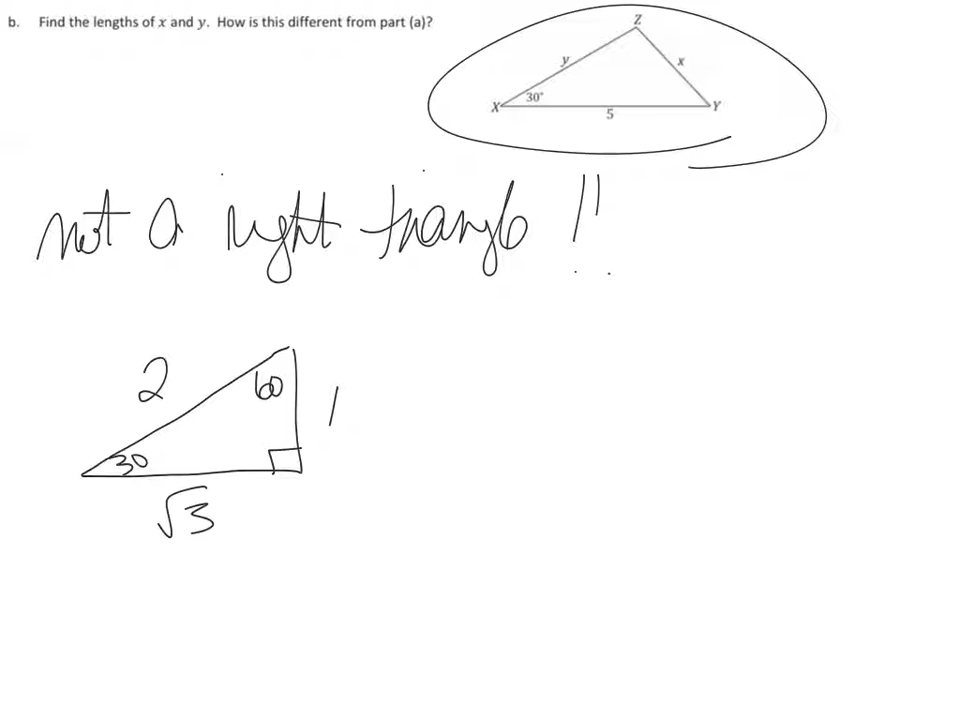 b. Find the lengths of x and y. How is this different from part (a)?
Z
y
x
30°
X
Y
5
not a right triangle !!
2
60
1
30
√3